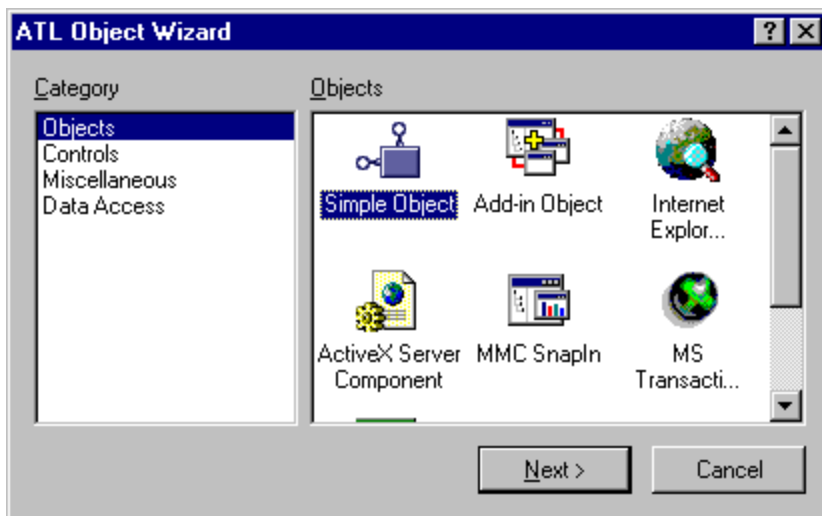 ATL Object Wizard
Category
Objects
Objects
Controls
Miscellaneous
Data Access
Simple Object
Add-in Object
Internet
Explor...
ActiveX Server
Component
MMC SnapIn
MS
Transacti...
Next >
Cancel